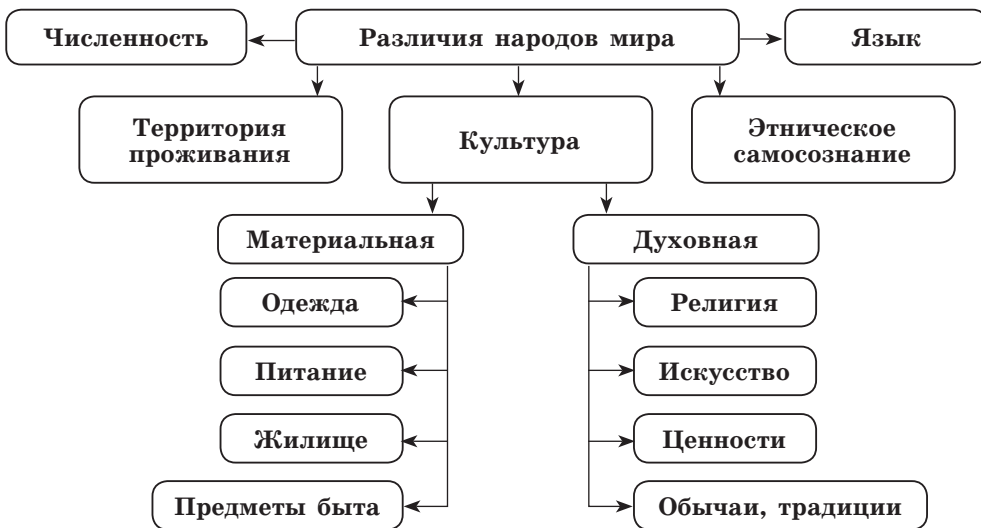 Численность
Различия народов мира
Язык
Территория
проживания
Культура
Этническое
самосознание
Материальная
Духовная
Одежда
Религия
Питание
Искусство
Жилище
Ценности
Предметы быта
Обычаи, традиции